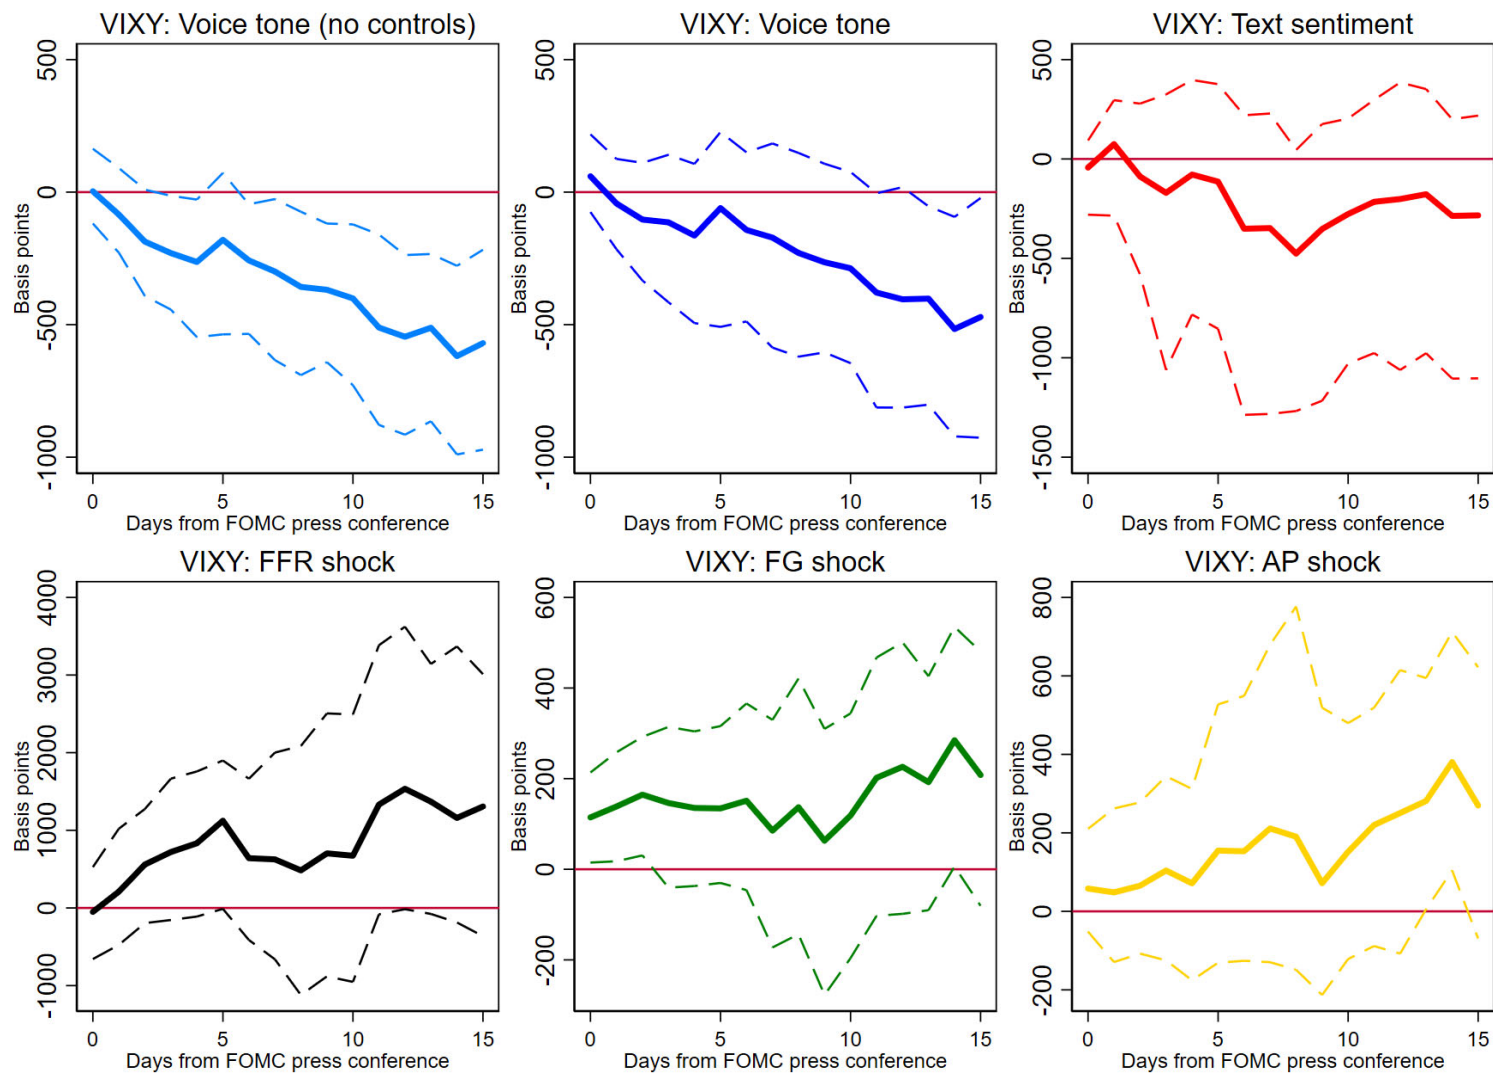 VIXY: Voice tone (no controls)
Basis points
500
0
-500
-1000
0 5 10 15
Days from FOMC press conference
VIXY: Voice tone
Basis points
500
0
-500
-1000
0 5 10 15
Days from FOMC press conference
VIXY: Text sentiment
Basis points
500
0
-500
-1000
-1500
0 5 10 15
Days from FOMC press conference
VIXY: FFR shock
Basis points
4000
3000
2000
1000
0
-1000
0 5 10 15
Days from FOMC press conference
VIXY: FG shock
Basis points
600
400
200
0
-200
0 5 10 15
Days from FOMC press conference
VIXY: AP shock
Basis points
800
600
400
200
0
-200
0 5 10 15
Days from FOMC press conference